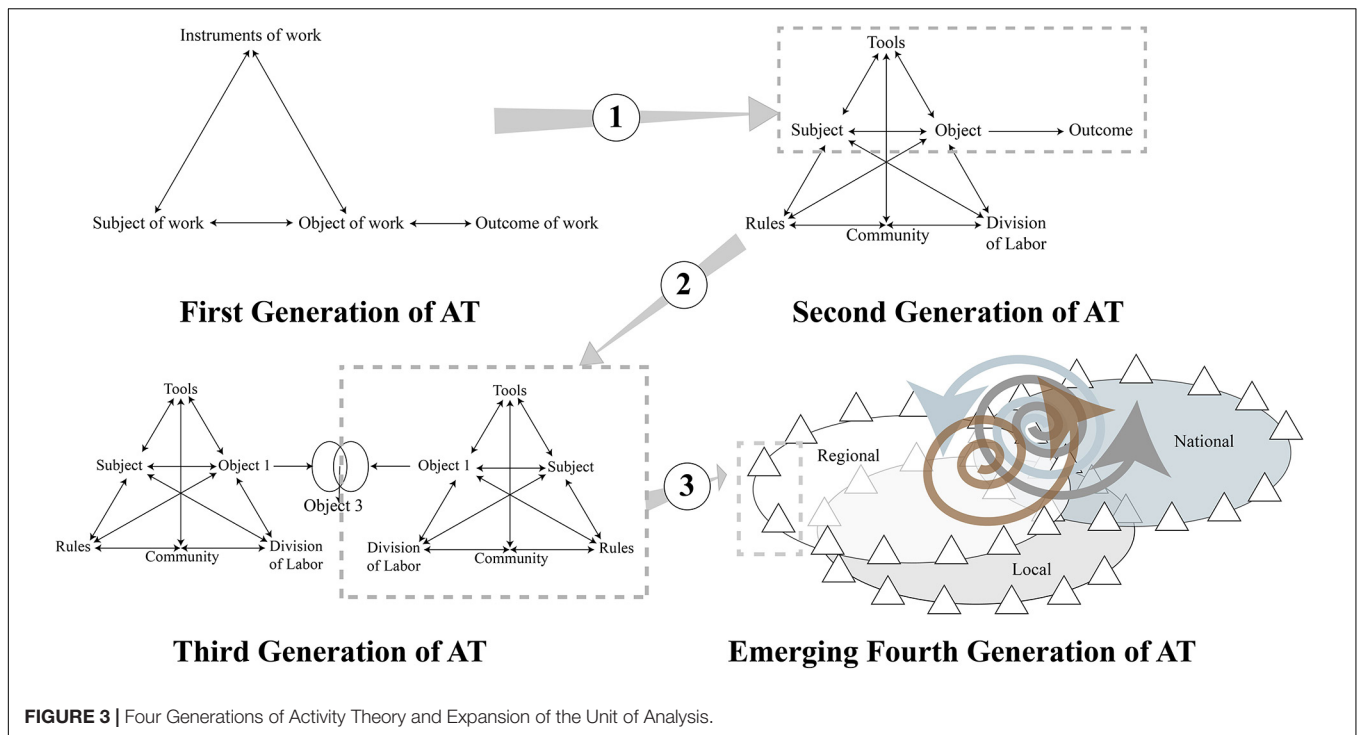 Instruments of work
Subject of work
Object of work
Outcome of work
First Generation of AT
1
Tools
Subject
Object
Outcome
Rules
Community
Division
of Labor
Second Generation of AT
2
Tools
Subject
Object 1
Rules
Community
Division
of Labor
Object 3
Tools
Object 1
Subject
Division
of Labor
Community
Rules
Third Generation of AT
3
Regional
National
Local
Emerging Fourth Generation of AT
FIGURE 3 | Four Generations of Activity Theory and Expansion of the Unit of Analysis.